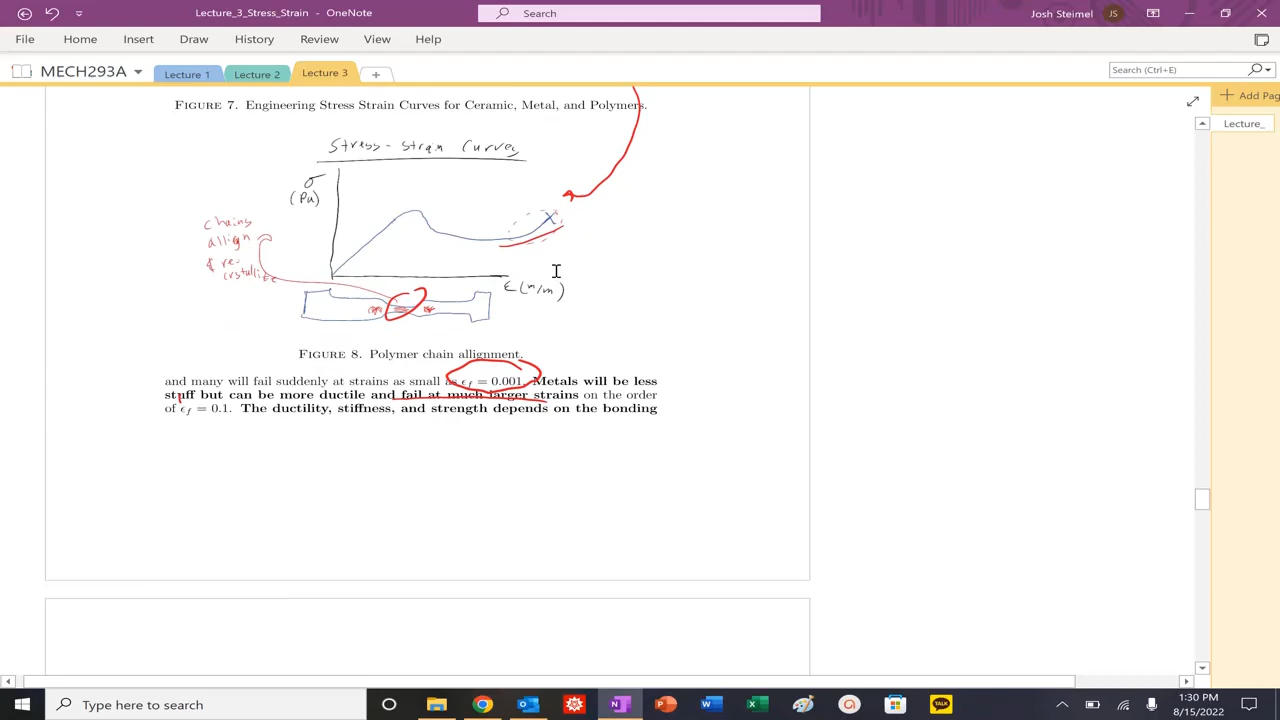 Lecture_3_Stress_Strain - OneNote
Search
Josh Steimel
JS
File Home Insert Draw History Review View Help
MECH293A
Lecture 1
Lecture 2
Lecture 3
Search (Ctrl+E)
Add Pag
Lecture_
FIGURE 7. Engineering Stress Strain Curves for Ceramic, Metal, and Polymers.
Stress-Strain Curves
σ
(Pa)
chains
allign
& re-
crstallize
ε (m/m)
FIGURE 8. Polymer chain allignment.
and many will fail suddenly at strains as small as ϵf = 0.001. Metals will be less
stuff but can be more ductile and fail at much larger strains on the order
of ϵf = 0.1. The ductility, stiffness, and strength depends on the bonding
Type here to search
TALK
1:30 PM
8/15/2022